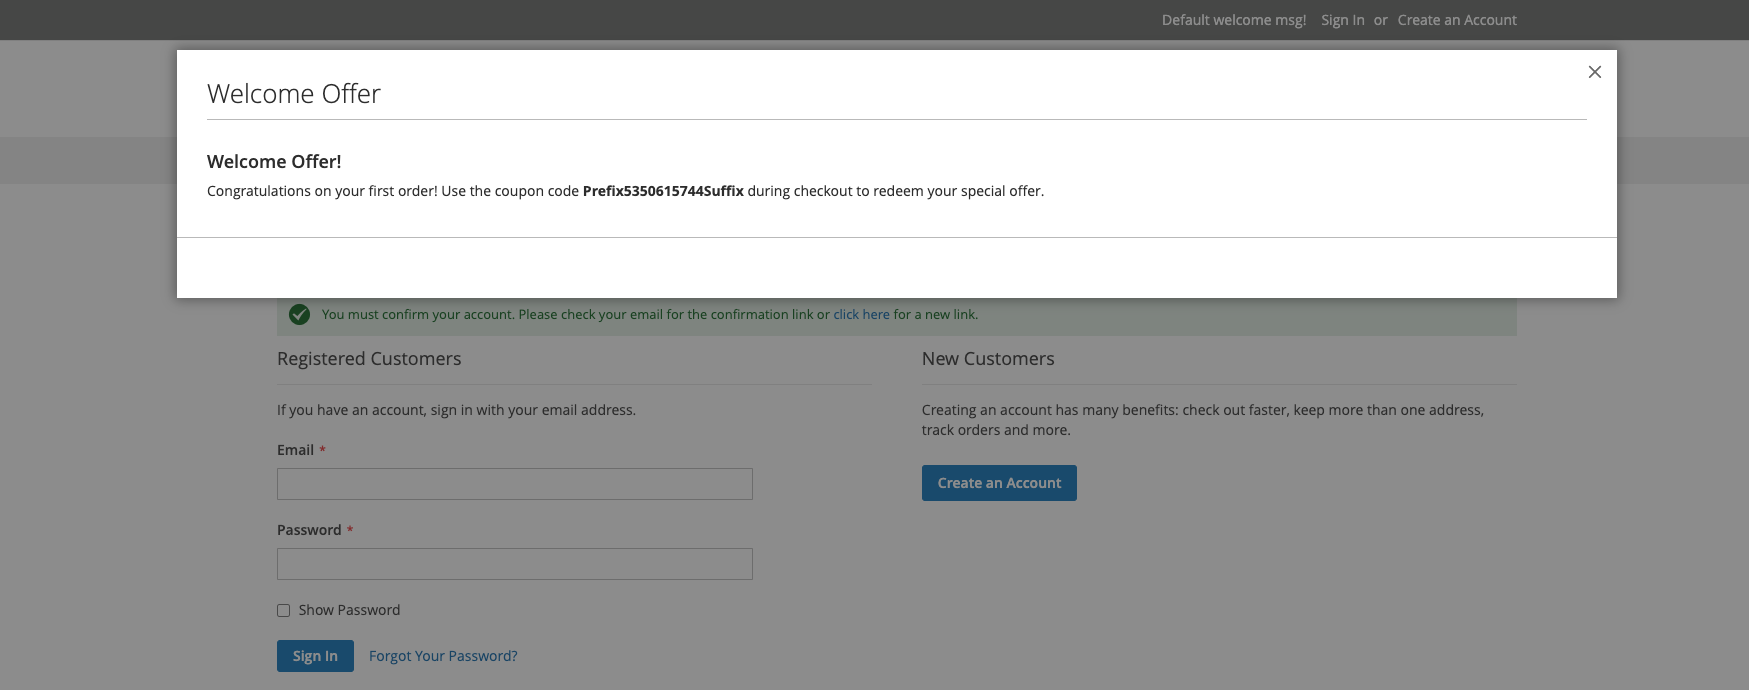 Default welcome msg! Sign In or Create an Account
Welcome Offer
Welcome Offer!
Congratulations on your first order! Use the coupon code Prefix5350615744Suffix during checkout to redeem your special offer.
You must confirm your account. Please check your email for the confirmation link or click here for a new link.
Registered Customers
If you have an account, sign in with your email address.
Email *
Password *
Show Password
Sign In Forgot Your Password?
New Customers
Creating an account has many benefits: check out faster, keep more than one address,
track orders and more.
Create an Account